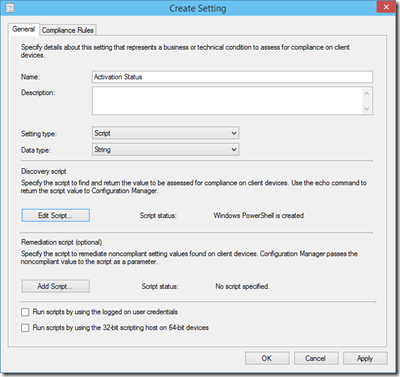 Create Setting
General
Compliance Rules
Specify details about this setting that represents a business or technical condition to assess for compliance on client
devices.
Name:
Activation Status
Description:
Setting type:
Script
Data type:
String
Discovery script
Specify the script to find and return the value to be assessed for compliance on client devices. Use the echo command to
return the script value to Configuration Manager.
Edit Script...
Script status:
Windows PowerShell is created
Remediation script (optional)
Specify the script to remediate noncompliant setting values found on client devices. Configuration Manager passes the
noncompliant value to the script as a parameter.
Add Script...
Script status:
No script specified.
Run scripts by using the logged on user credentials
Run scripts by using the 32-bit scripting host on 64-bit devices
OK
Cancel
Apply